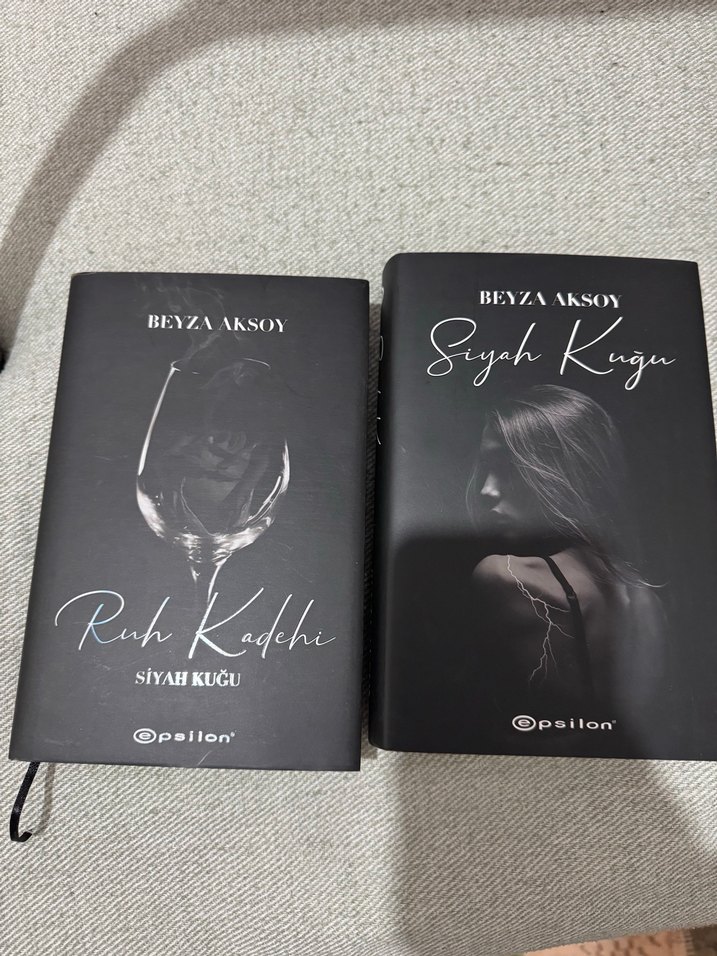 BEYZA AKSOY
Ruh Kadehi
SİYAH KUĞU
epsilon®
BEYZA AKSOY
Siyah Kuğu
epsilon®